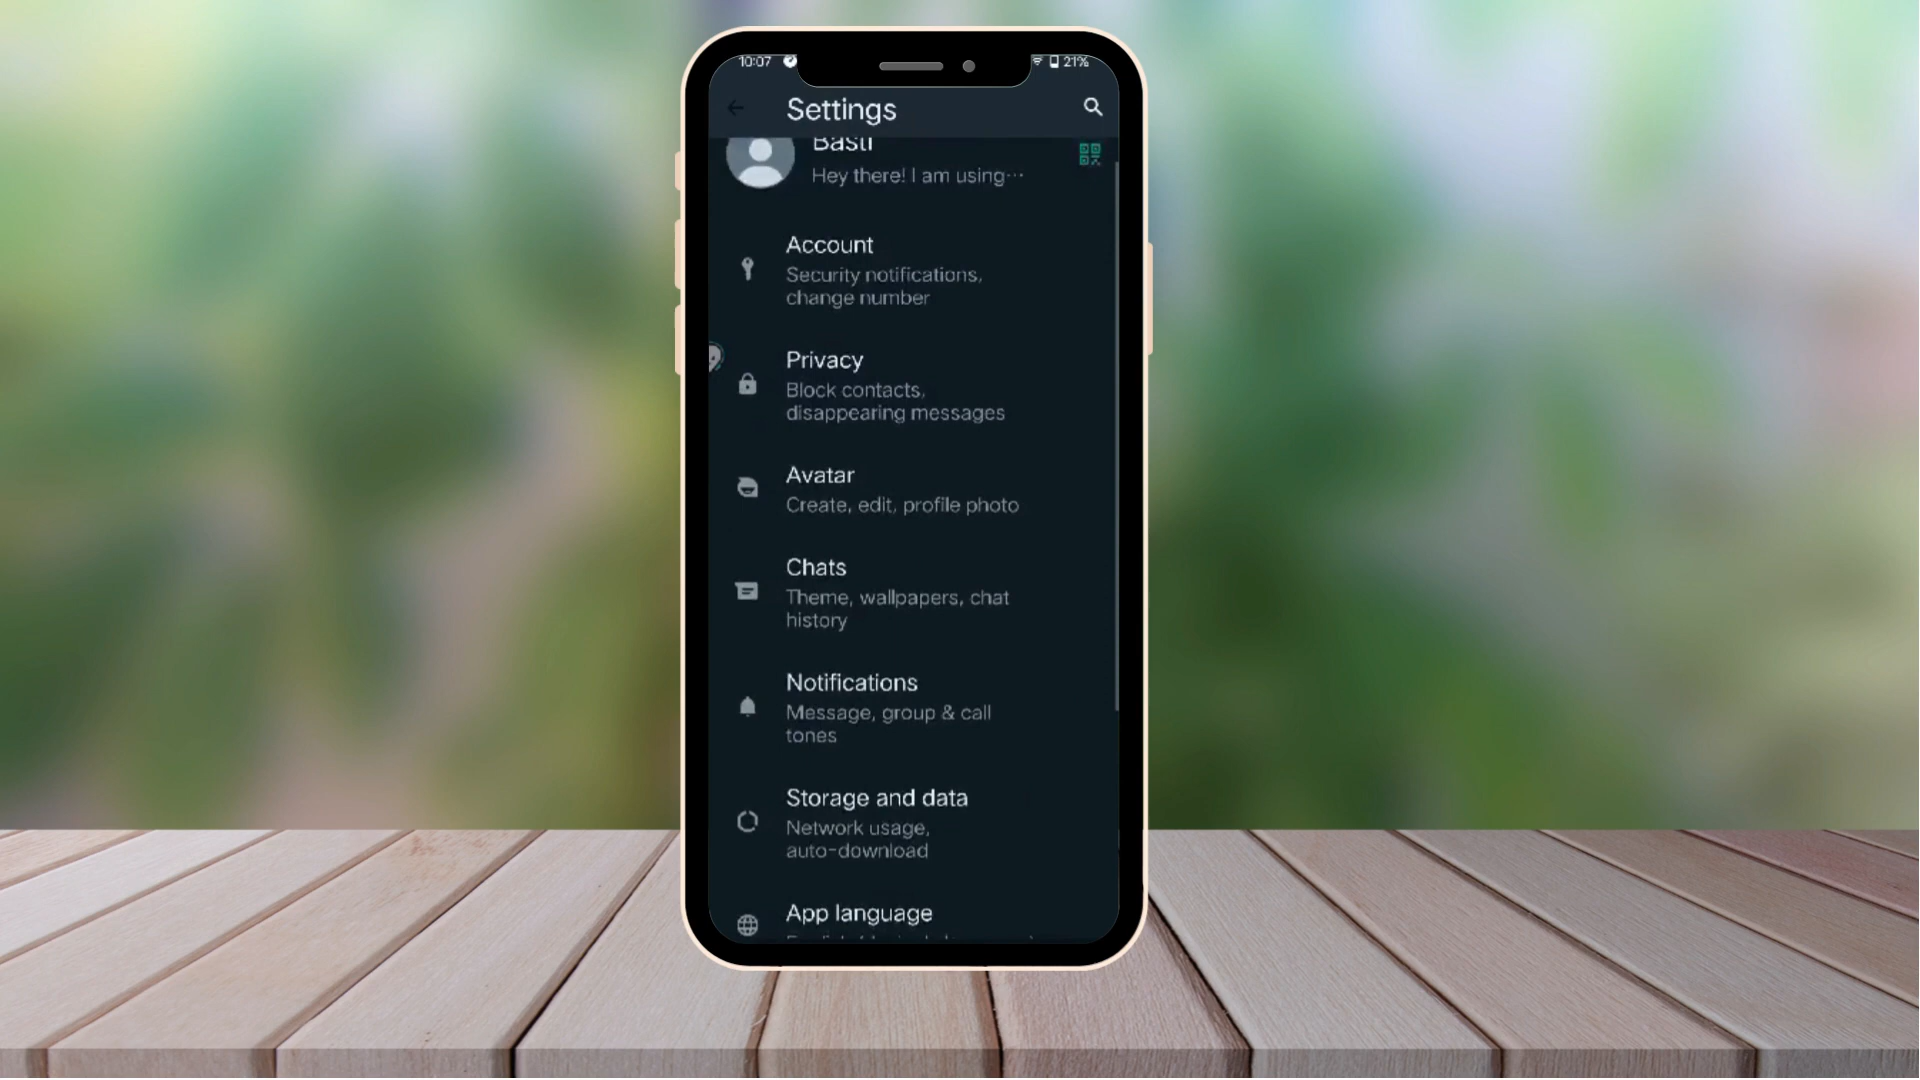 10:07
21%
Settings
Basti
Hey there! I am using...
Account
Security notifications,
change number
Privacy
Block contacts,
disappearing messages
Avatar
Create, edit, profile photo
Chats
Theme, wallpapers, chat
history
Notifications
Message, group & call
tones
Storage and data
Network usage,
auto-download
App language